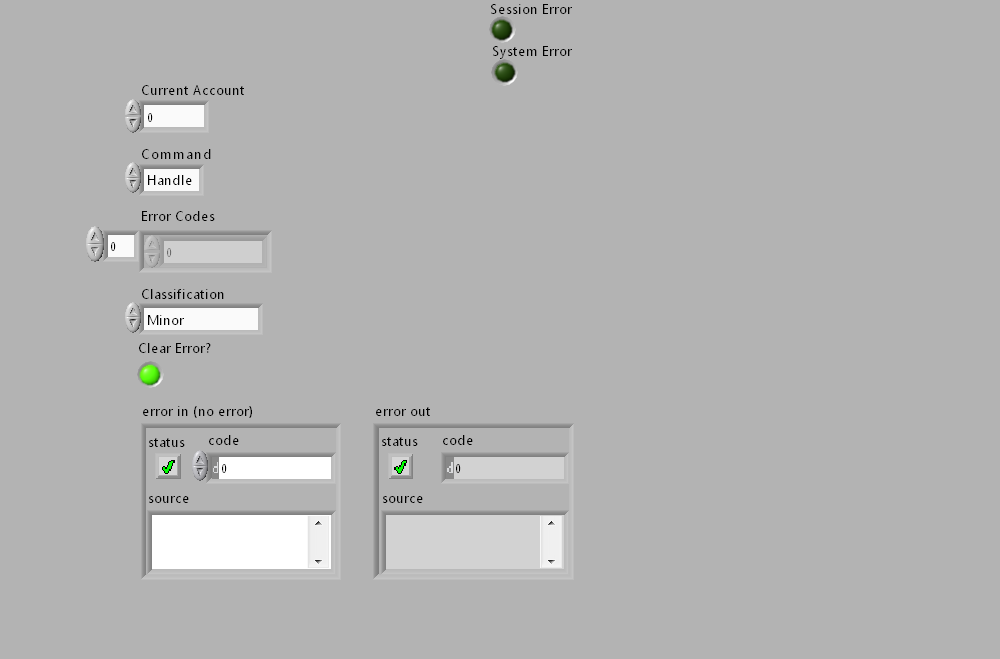 Session Error
System Error
Current Account
0
Command
Handle
Error Codes
0
0
Classification
Minor
Clear Error?
error in (no error)
error out
status
code
status
code
d 0
d 0
source
source